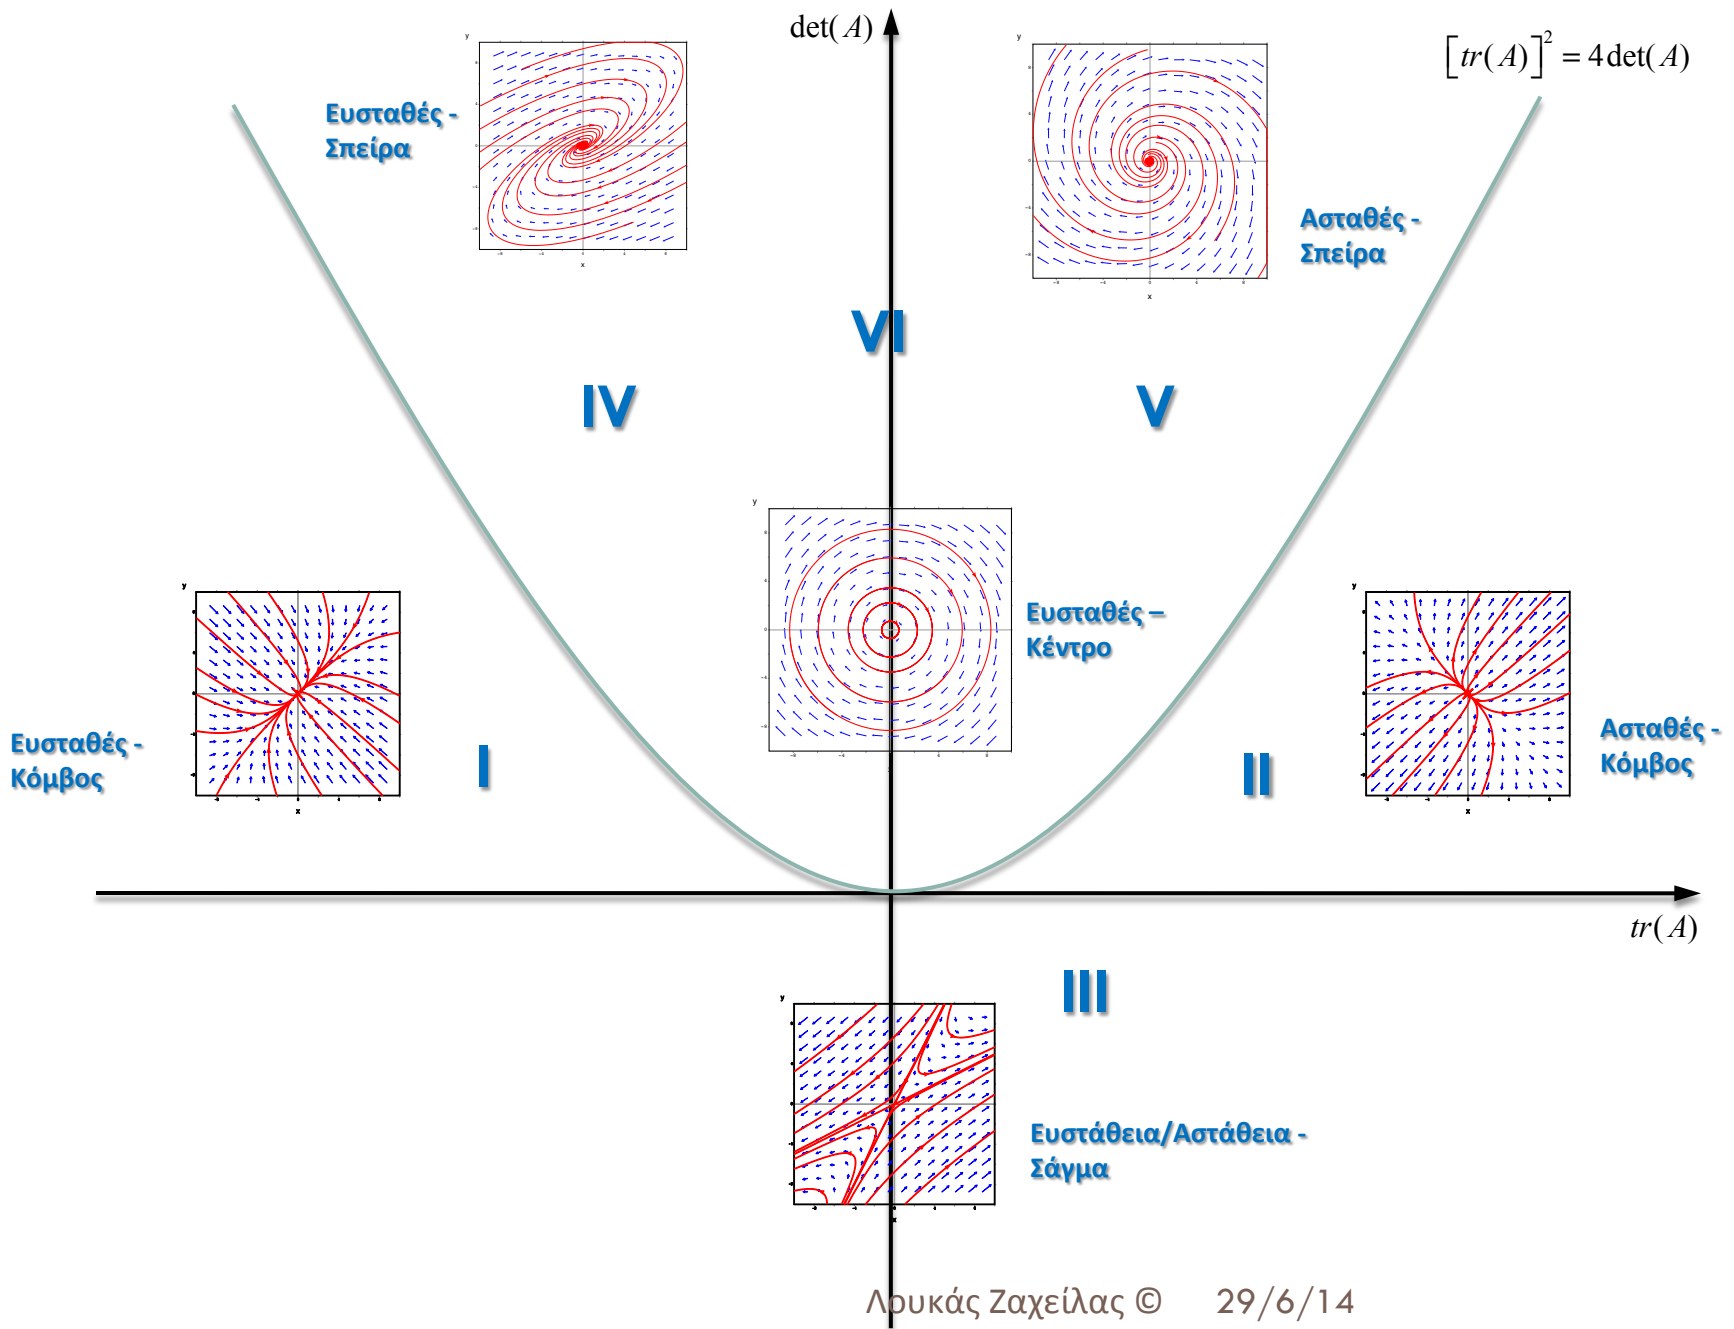 det(A)
[tr(A)]² = 4det(A)
Ευσταθές -
Σπείρα
Ασταθές -
Σπείρα
VI
IV
V
Ευσταθές –
Κέντρο
Ευσταθές -
Κόμβος
I
II
Ασταθές -
Κόμβος
tr(A)
III
Ευστάθεια/Αστάθεια -
Σάγμα
Λουκάς Ζαχείλας © 29/6/14